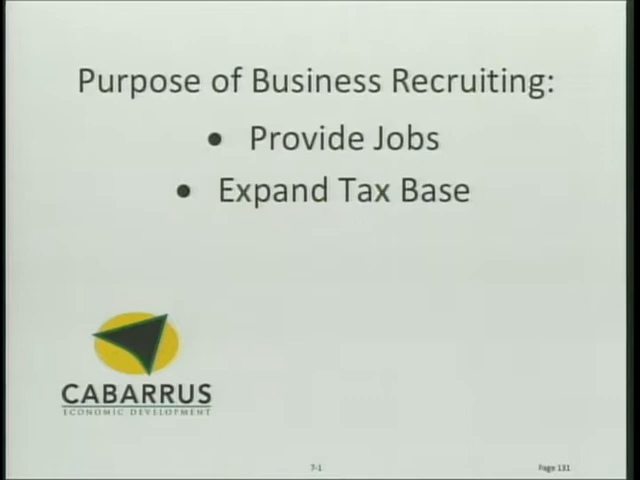 Purpose of Business Recruiting:
• Provide Jobs
• Expand Tax Base
CABARRUS
ECONOMIC DEVELOPMENT
7-1
Page 131